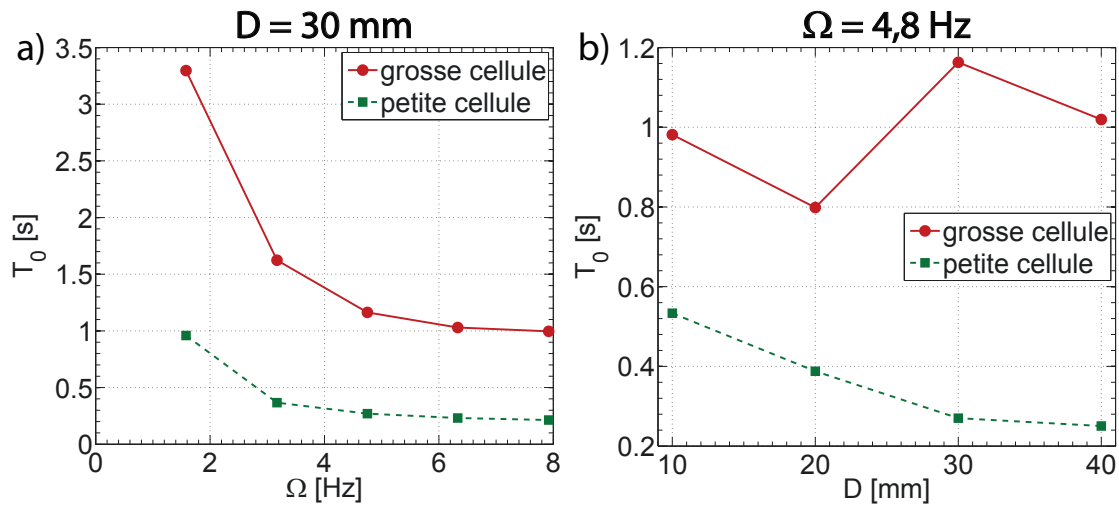 D = 30 mm
a)
3.5
3
2.5
2
1.5
1
0.5
0
T_0 [s]
grosse cellule
petite cellule
0 2 4 6 8
Ω [Hz]
Ω = 4,8 Hz
b)
1.2
1
0.8
0.6
0.4
0.2
T_0 [s]
grosse cellule
petite cellule
10 20 30 40
D [mm]